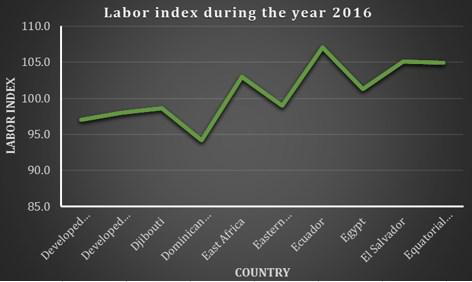 Labor index during the year 2016
110.0
105.0
100.0
95.0
90.0
85.0
LABOR INDEX
Developed...
Developed...
Djibouti
Dominican...
East Africa
Eastern...
Ecuador
Egypt
El Salvador
Equatorial...
COUNTRY